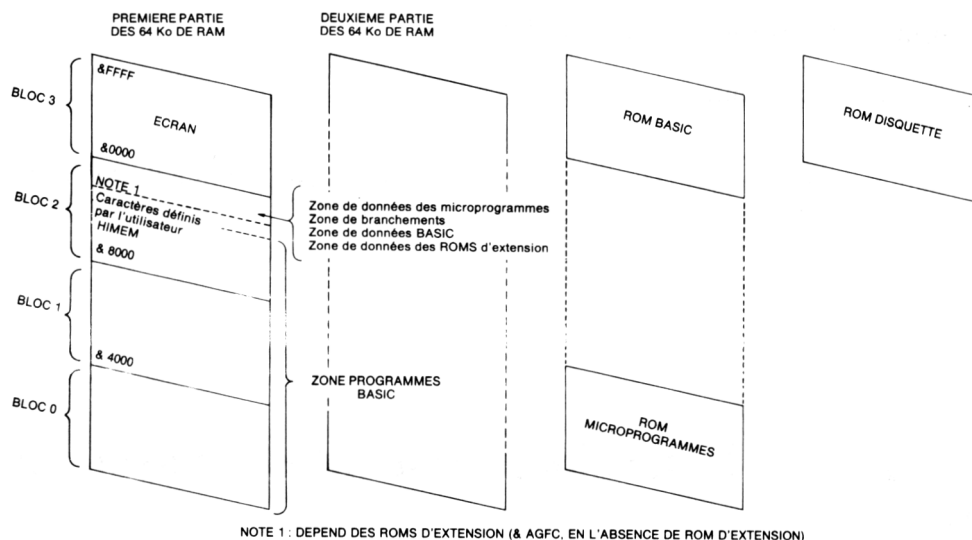 PREMIERE PARTIE
DES 64 Ko DE RAM
DEUXIEME PARTIE
DES 64 Ko DE RAM
BLOC 3
&FFFF
ECRAN
&0000
ROM BASIC
ROM DISQUETTE
BLOC 2
NOTE 1
Caractères définis
par l'utilisateur
HIMEM
& 8000
Zone de données des microprogrammes
Zone de branchements
Zone de données BASIC
Zone de données des ROMS d'extension
BLOC 1
& 4000
ZONE PROGRAMMES
BASIC
BLOC 0
ROM
MICROPROGRAMMES
NOTE 1 : DEPEND DES ROMS D'EXTENSION (& AGFC, EN L'ABSENCE DE ROM D'EXTENSION)